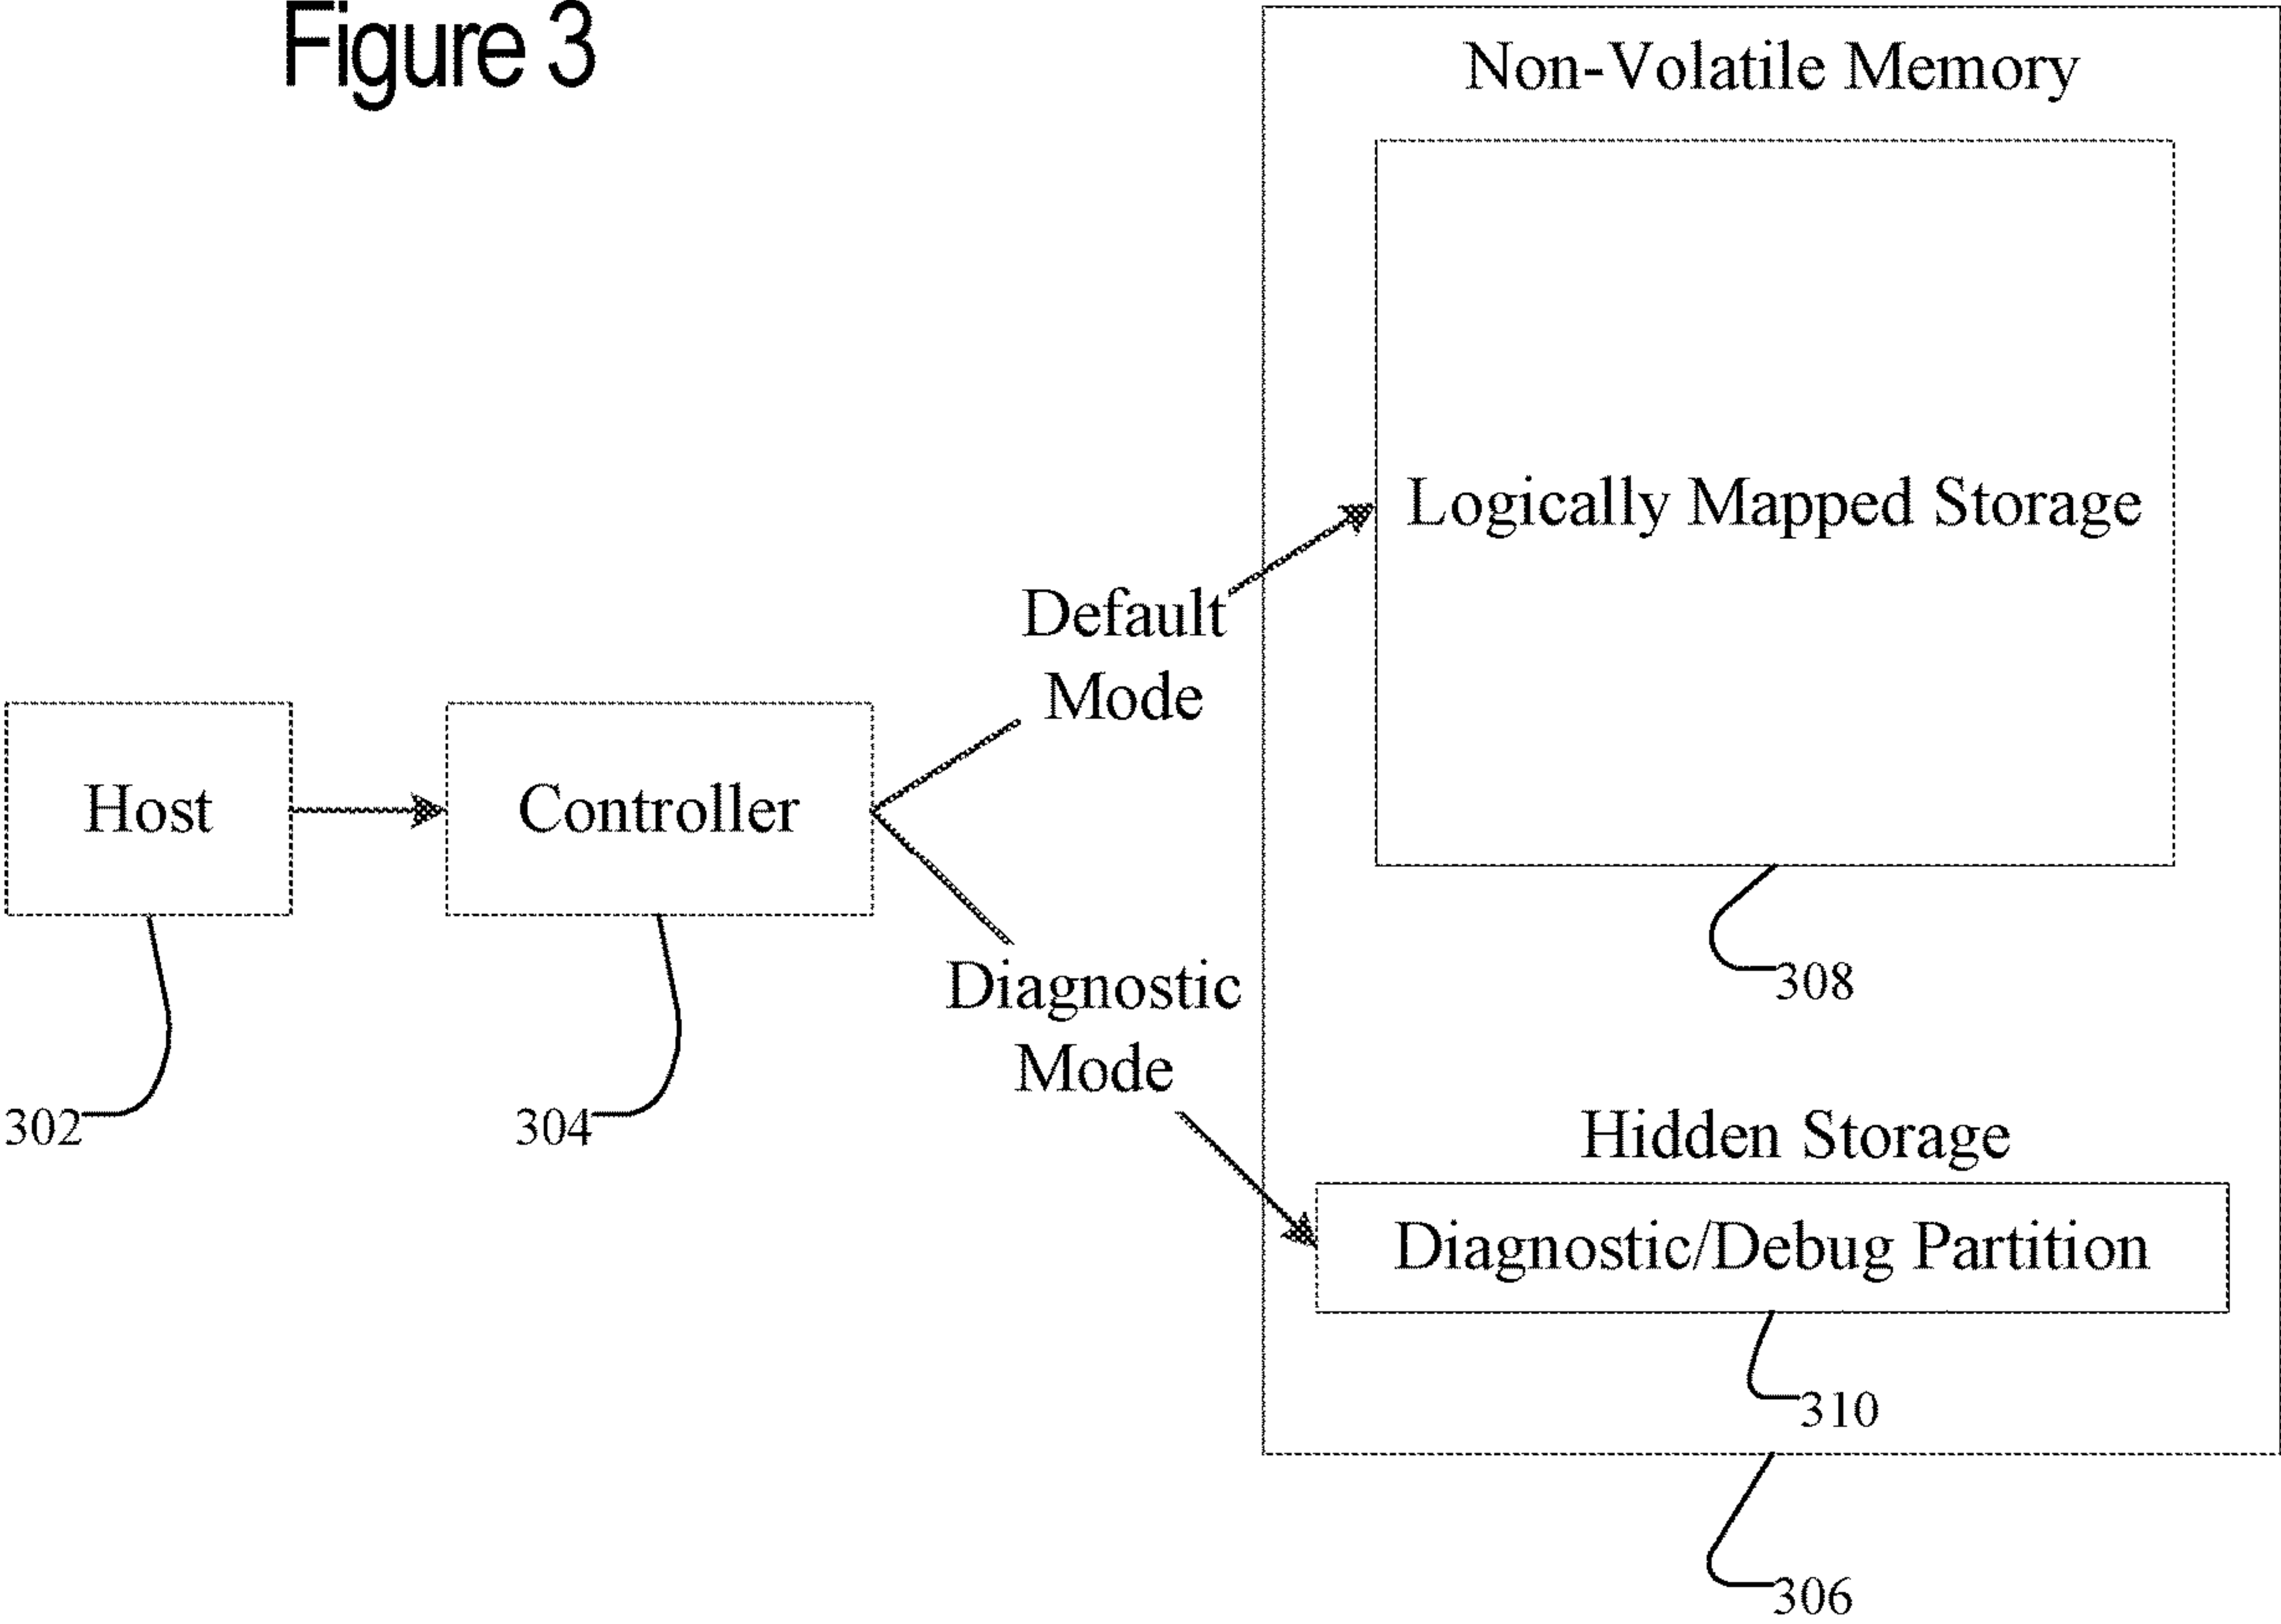 Figure 3
Non-Volatile Memory
Logically Mapped Storage
Default
Mode
Host
Controller
308
Diagnostic
Mode
302
304
Hidden Storage
Diagnostic/Debug Partition
310
306